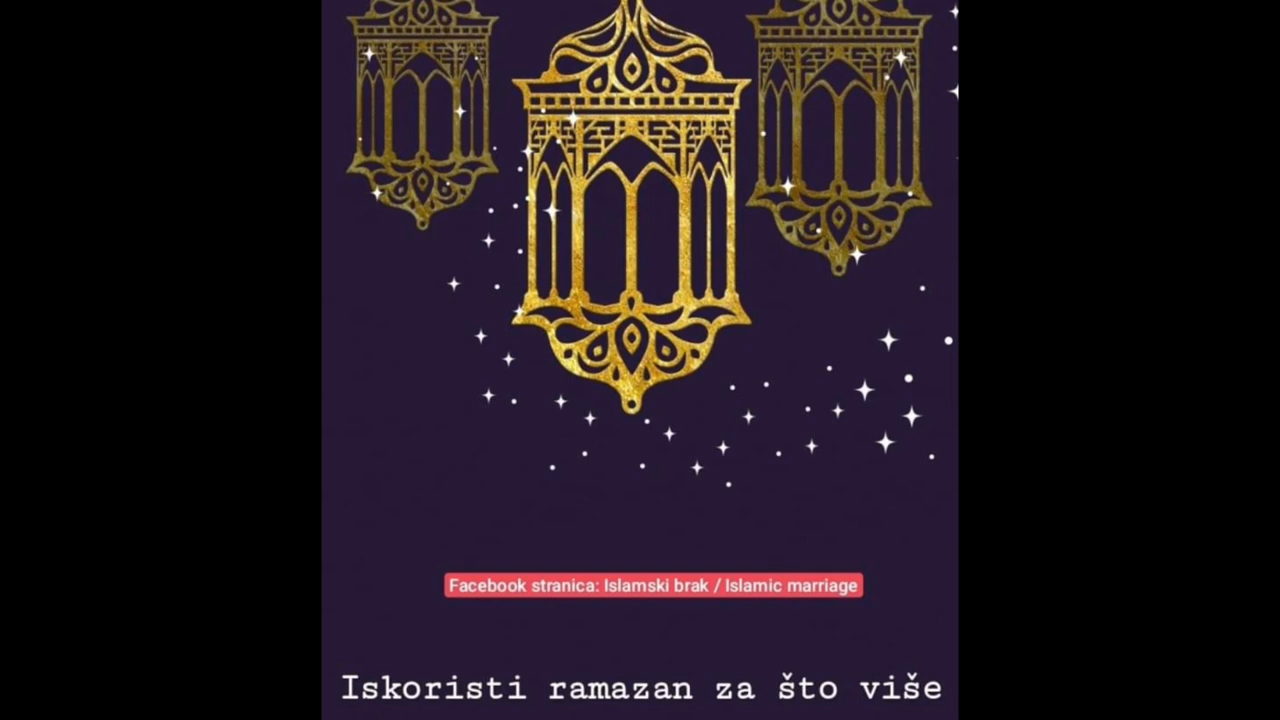 Facebook stranica: Islamski brak / Islamic marriage
Iskoristi ramazan za što više